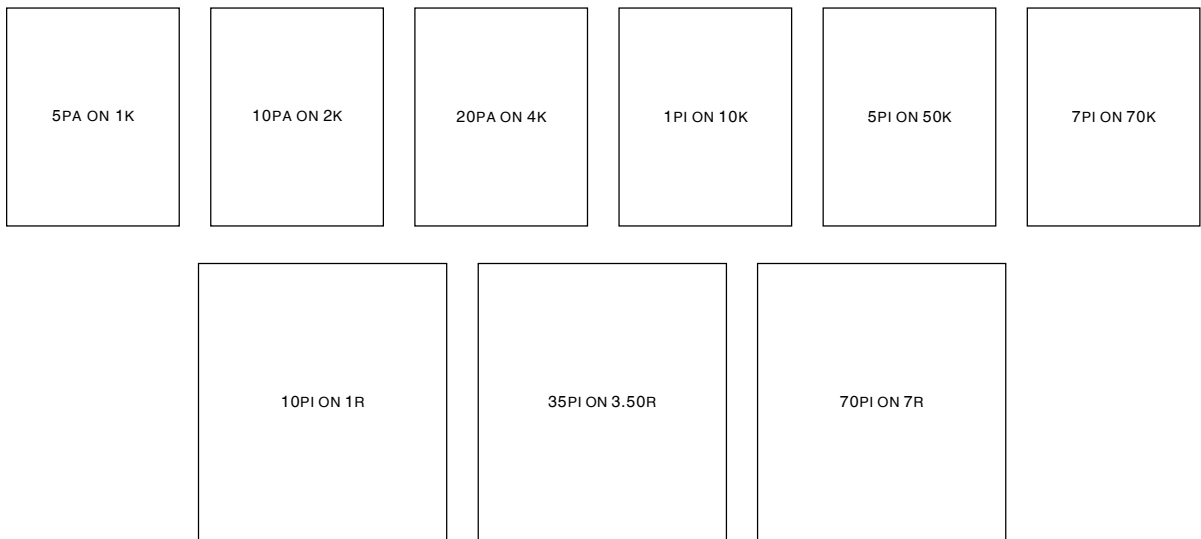 5PA ON 1K
10PA ON 2K
20PA ON 4K
1PI ON 10K
5PI ON 50K
7PI ON 70K
10PI ON 1R
35PI ON 3.50R
70PI ON 7R